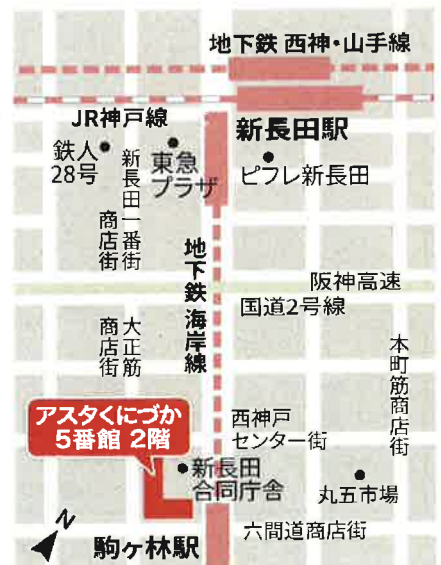 地下鉄 西神・山手線
JR神戸線
新長田駅
鉄人
28号
新長田一番街
商店街
東急
プラザ
ピフレ新長田
地下鉄 海岸線
阪神高速
国道2号線
大正筋
商店街
本町筋商店街
アスタくにづか
5番館 2階
西神戸
センター街
新長田
合同庁舎
丸五市場
六間道商店街
駒ヶ林駅
N